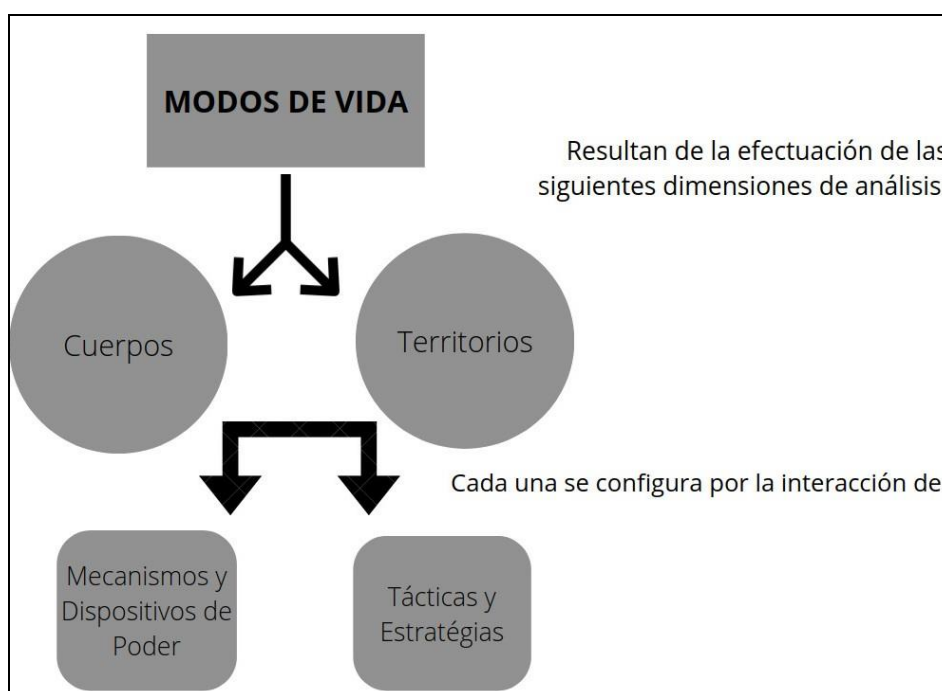 MODOS DE VIDA
Resultan de la efectuación de las
siguientes dimensiones de análisis
Cuerpos
Territorios
Cada una se configura por la interacción de
Mecanismos y
Dispositivos de
Poder
Tácticas y
Estratégias